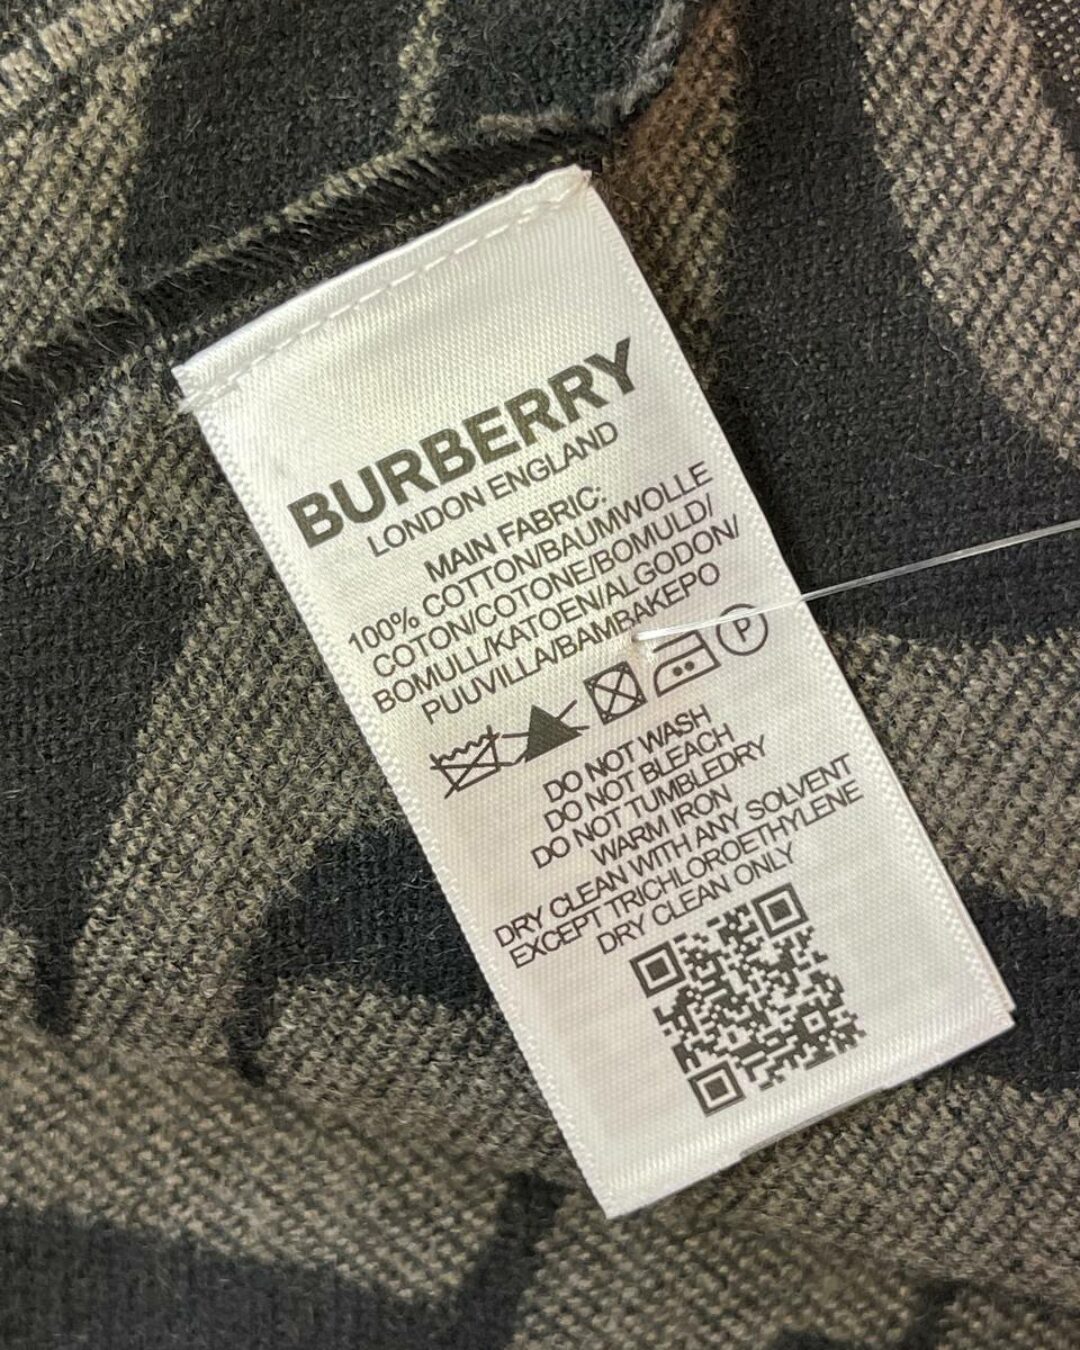 BURBERRY
LONDON ENGLAND
MAIN FABRIC:
100% COTTON/BAUMWOLLE
COTON/COTONE/BOMULD/
BOMULL/KATOEN/ALGODON/
PUUVILLA/BAMBAKEPO
P
DO NOT WASH
DO NOT BLEACH
DO NOT TUMBLEDRY
WARM IRON
DRY CLEAN WITH ANY SOLVENT
EXCEPT TRICHLOROETHYLENE
DRY CLEAN ONLY